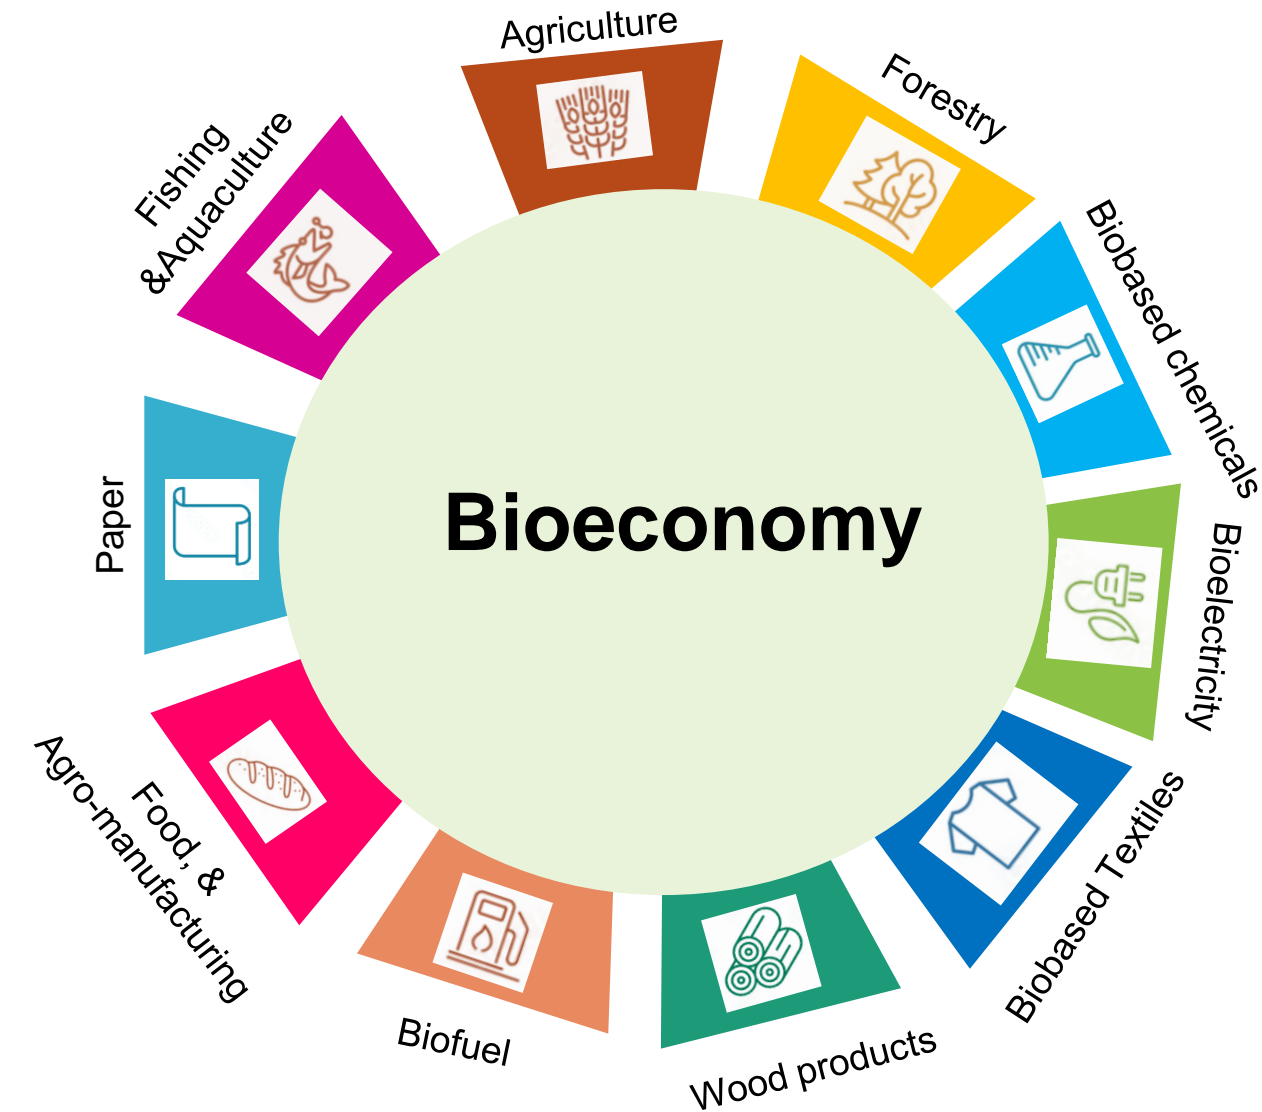 Agriculture
Forestry
Biobased chemicals
Bioelectricity
Biobased Textiles
Wood products
Biofuel
Food, &
Agro-manufacturing
Paper
Fishing
&Aquaculture
Bioeconomy